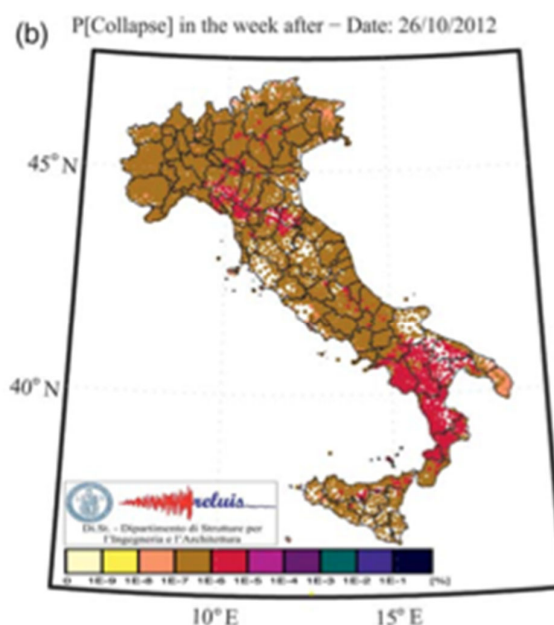 (b) P[Collapse] in the week after − Date: 26/10/2012
45° N
40° N
reluis
Di.St. - Dipartimento di Strutture per
l'Ingegneria e l'Architettura
0 1E-9 1E-8 1E-7 1E-6 1E-5 1E-4 1E-3 1E-2 1E-1 [%]
10° E 15° E